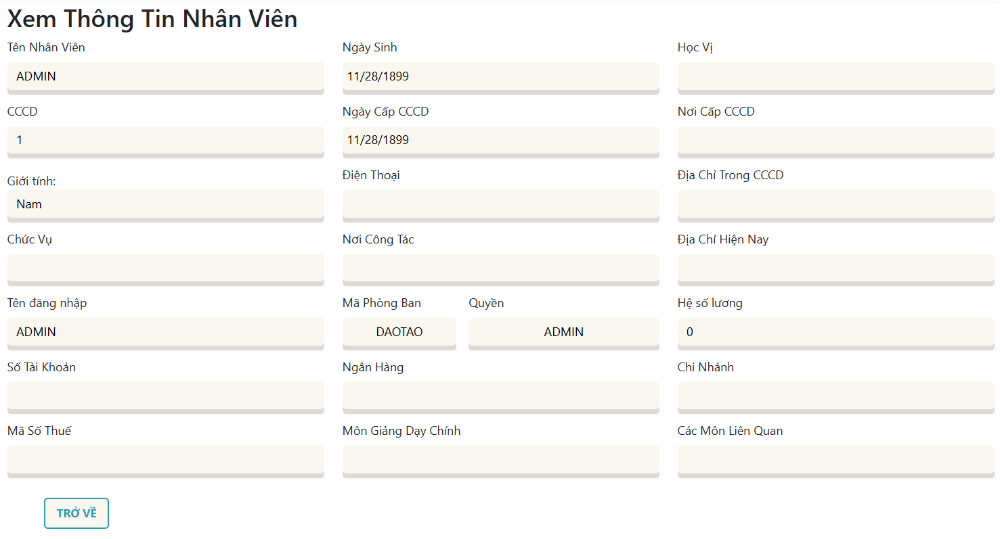 Xem Thông Tin Nhân Viên
Tên Nhân Viên
Ngày Sinh
Học Vị
ADMIN
11/28/1899
CCCD
Ngày Cấp CCCD
Nơi Cấp CCCD
1
11/28/1899
Giới tính:
Điện Thoại
Địa Chỉ Trong CCCD
Nam
Chức Vụ
Nơi Công Tác
Địa Chỉ Hiện Nay
Tên đăng nhập
Mã Phòng Ban
Quyền
Hệ số lương
ADMIN
DAOTAO
ADMIN
0
Số Tài Khoản
Ngân Hàng
Chi Nhánh
Mã Số Thuế
Môn Giảng Dạy Chính
Các Môn Liên Quan
TRỞ VỀ